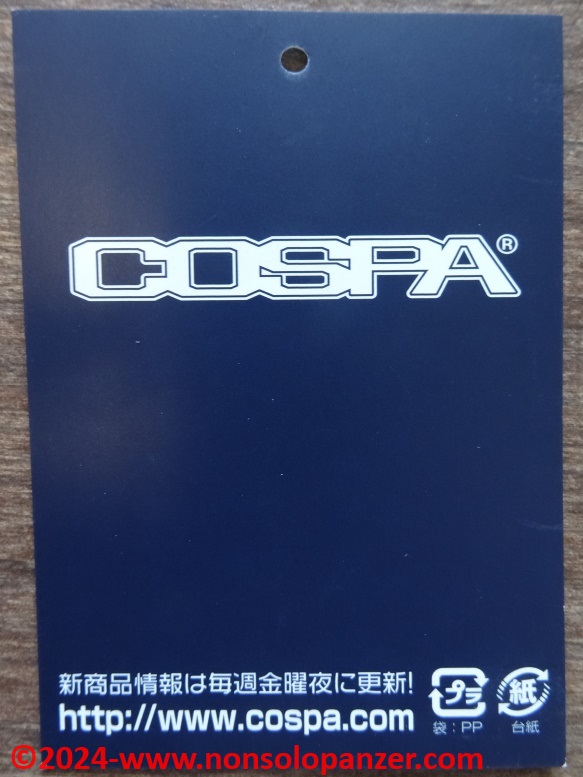 COSPA®
新商品情報は毎週金曜夜に更新!
http://www.cospa.com
プラ
袋:PP
紙
台紙
©2024-www.nonsolopanzer.com